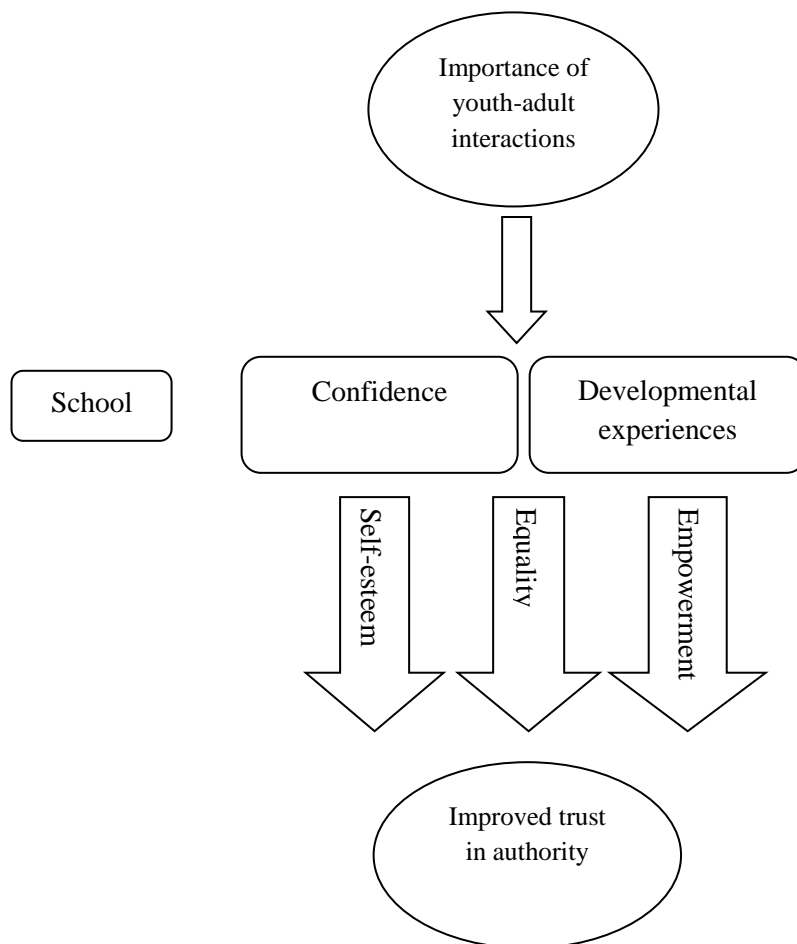 Importance of
youth-adult
interactions
School
Confidence
Developmental
experiences
Self-esteem
Equality
Empowerment
Improved trust
in authority